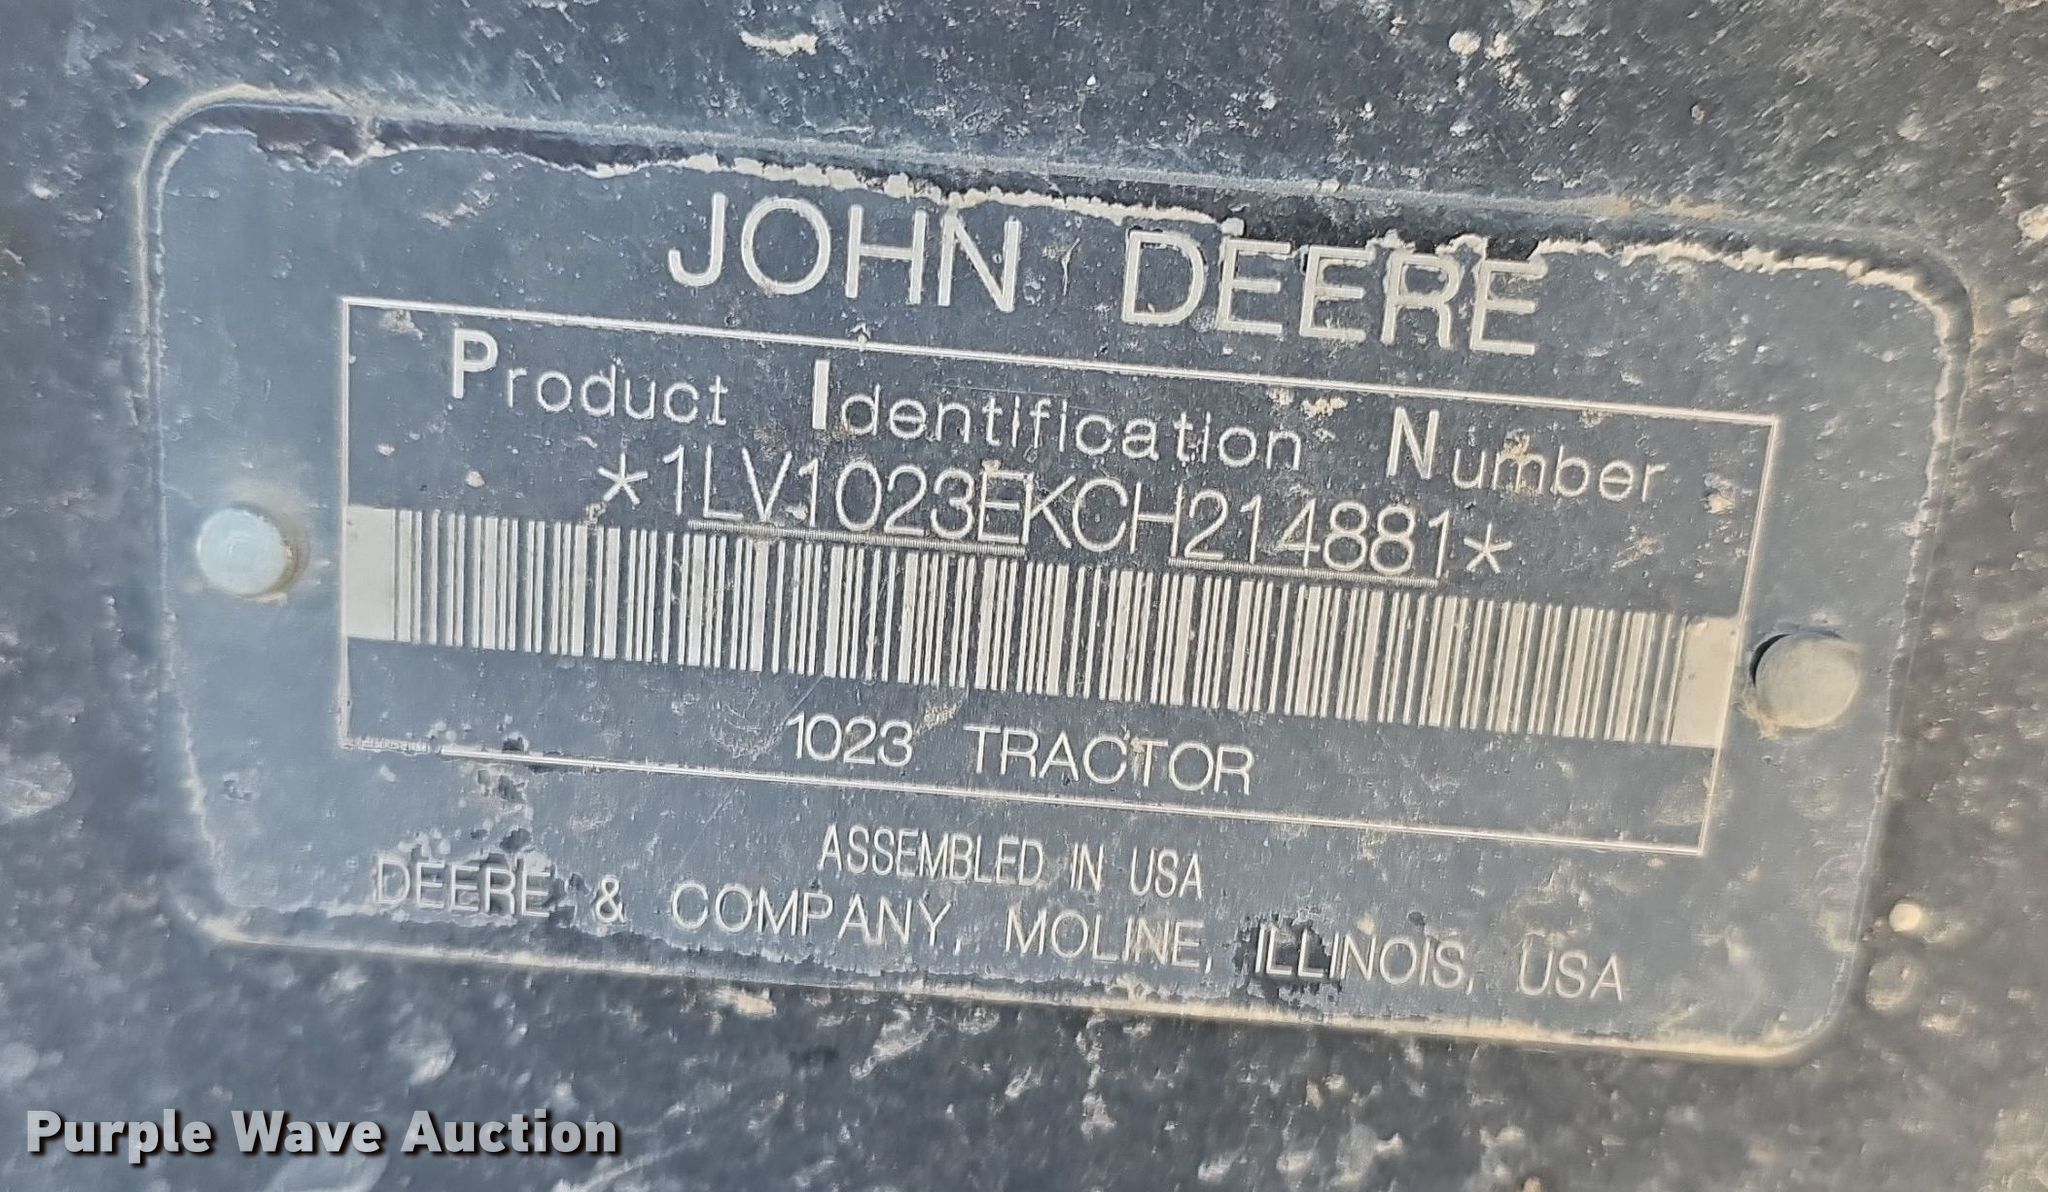 JOHN DEERE
Product Identification Number
*1LV1023EKCH214881*
1023 TRACTOR
ASSEMBLED IN USA
DEERE & COMPANY, MOLINE, ILLINOIS, USA
Purple Wave Auction